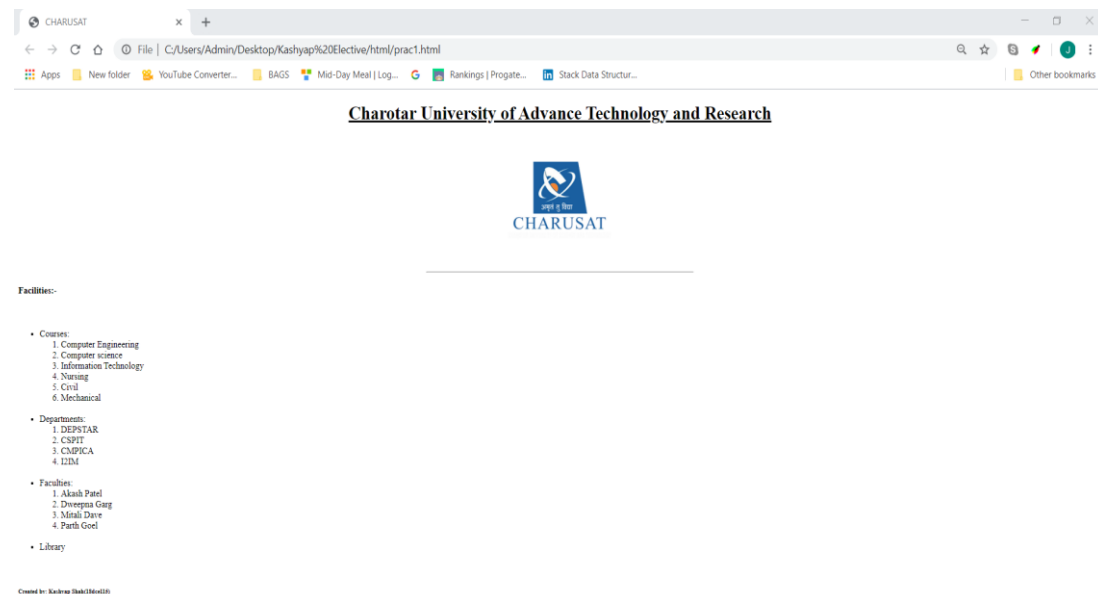 CHARUSAT
File | C:/Users/Admin/Desktop/Kashyap%20Elective/html/prac1.html
J
Apps New folder YouTube Converter... BAGS Mid-Day Meal | Log... Rankings | Progate... in Stack Data Structur... Other bookmarks
Charotar University of Advance Technology and Research
CHARUSAT
Facilities:-
• Courses:
1. Computer Engineering
2. Computer science
3. Information Technology
4. Nursing
5. Civil
6. Mechanical
• Departments:
1. DEPSTAR
2. CSPIT
3. CMPICA
4. I2IM
• Faculties:
1. Akash Patel
2. Dweepna Garg
3. Mitali Dave
4. Parth Goel
• Library
Created by: Kashyap Shah